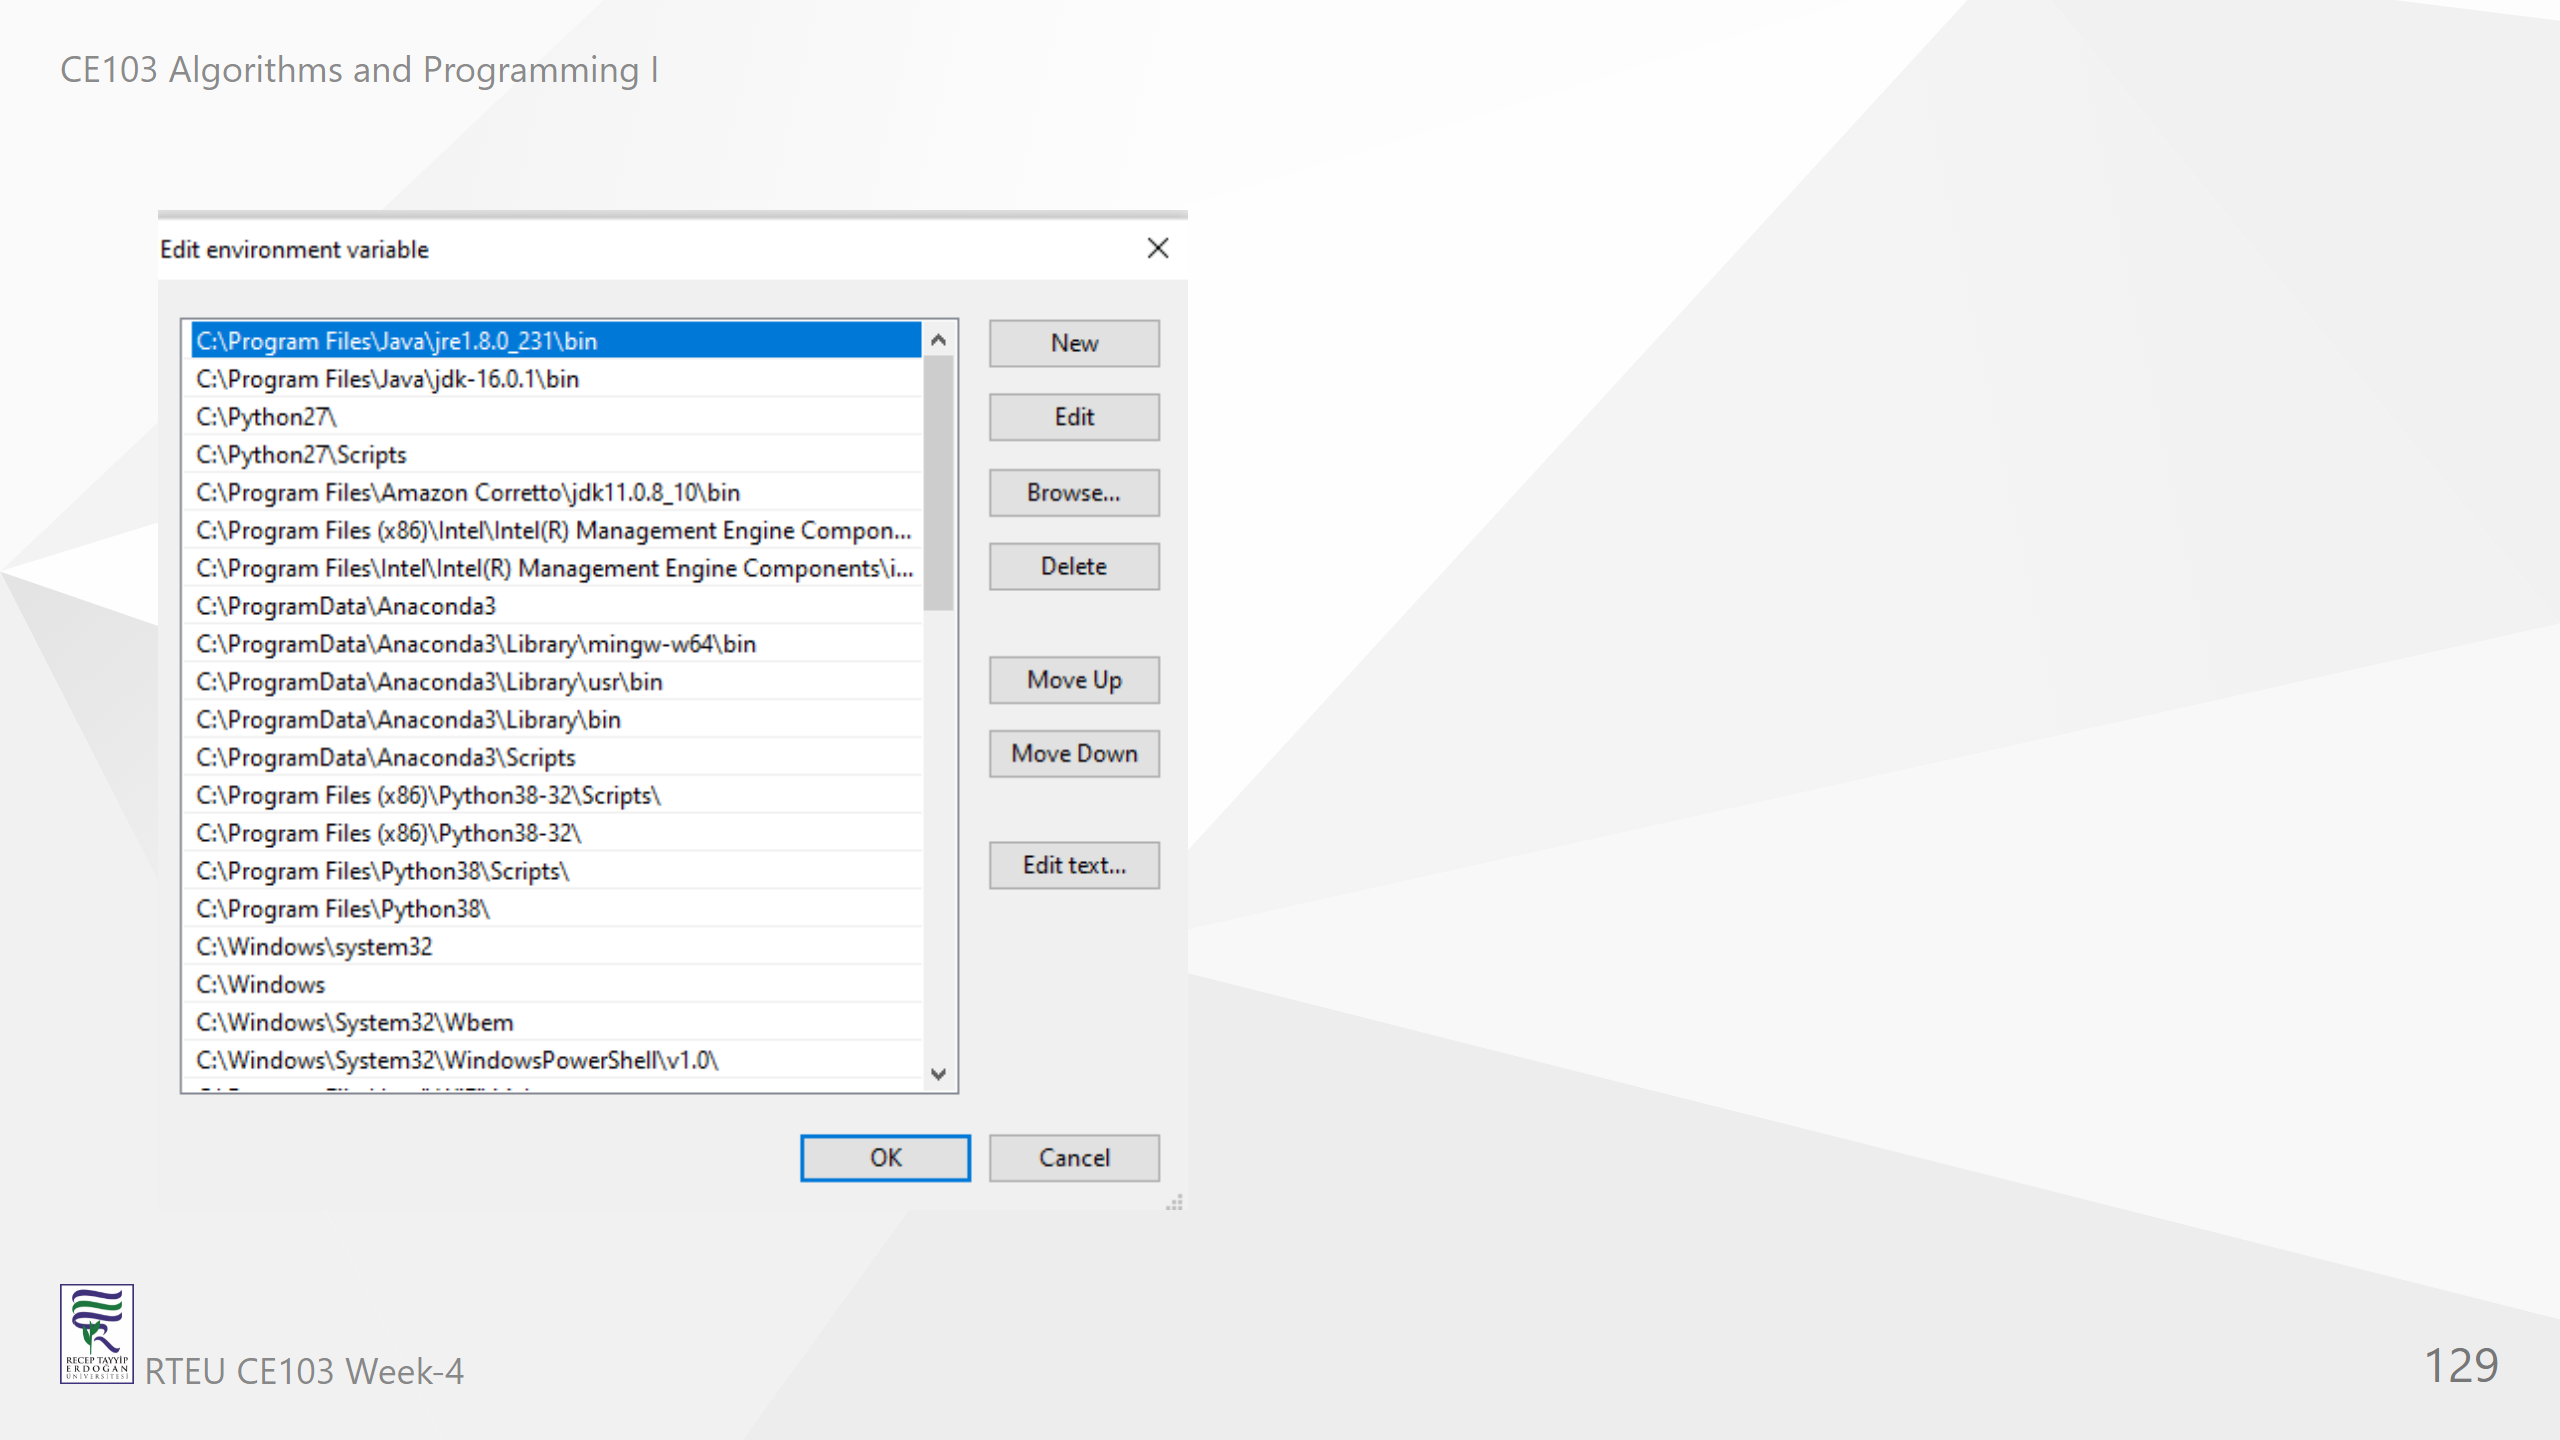 CE103 Algorithms and Programming I
Edit environment variable
C:\Program Files\Java\jre1.8.0_231\bin
C:\Program Files\Java\jdk-16.0.1\bin
C:\Python27\
C:\Python27\Scripts
C:\Program Files\Amazon Corretto\jdk11.0.8_10\bin
C:\Program Files (x86)\Intel\Intel(R) Management Engine Compon...
C:\Program Files\Intel\Intel(R) Management Engine Components\i...
C:\ProgramData\Anaconda3
C:\ProgramData\Anaconda3\Library\mingw-w64\bin
C:\ProgramData\Anaconda3\Library\usr\bin
C:\ProgramData\Anaconda3\Library\bin
C:\ProgramData\Anaconda3\Scripts
C:\Program Files (x86)\Python38-32\Scripts\
C:\Program Files (x86)\Python38-32\
C:\Program Files\Python38\Scripts\
C:\Program Files\Python38\
C:\Windows\system32
C:\Windows
C:\Windows\System32\Wbem
C:\Windows\System32\WindowsPowerShell\v1.0\
New
Edit
Browse...
Delete
Move Up
Move Down
Edit text...
OK
Cancel
RECEP TAYYİP
ERDOĞAN
ÜNİVERSİTESİ
RTEU CE103 Week-4
129